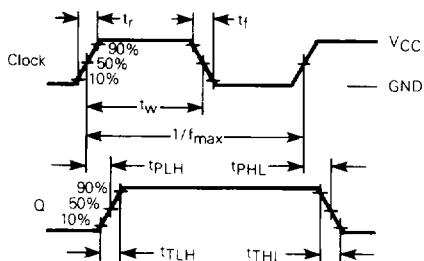 tr
tf
90%
VCC
Clock
50%
10%
GND
tw
1/fmax
tPLH
tPHL
90%
Q
50%
10%
tTLH
tTHL